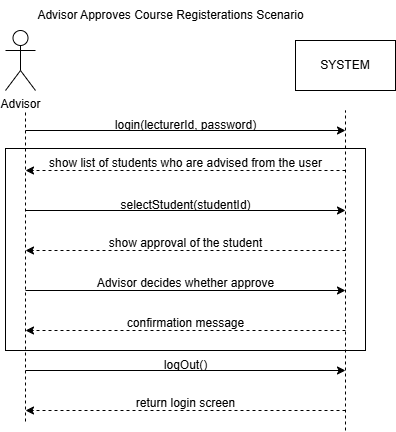 Advisor Approves Course Registerations Scenario
SYSTEM
Advisor
login(lecturerId, password)
show list of students who are advised from the user
selectStudent(studentId)
show approval of the student
Advisor decides whether approve
confirmation message
logOut()
return login screen